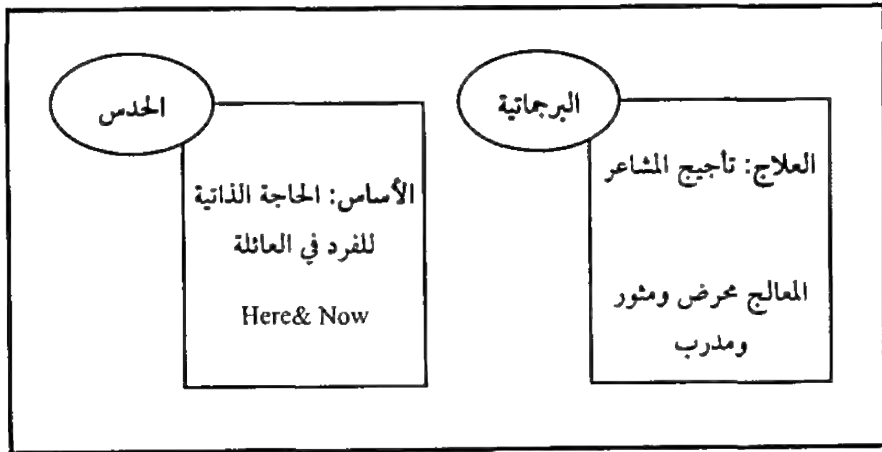 البرجماتية
العلاج: تأجيج المشاعر
المعالج محرض ومثور
ومدرب
الحدس
الأساس: الحاجة الذاتية
للفرد في العائلة
Here& Now